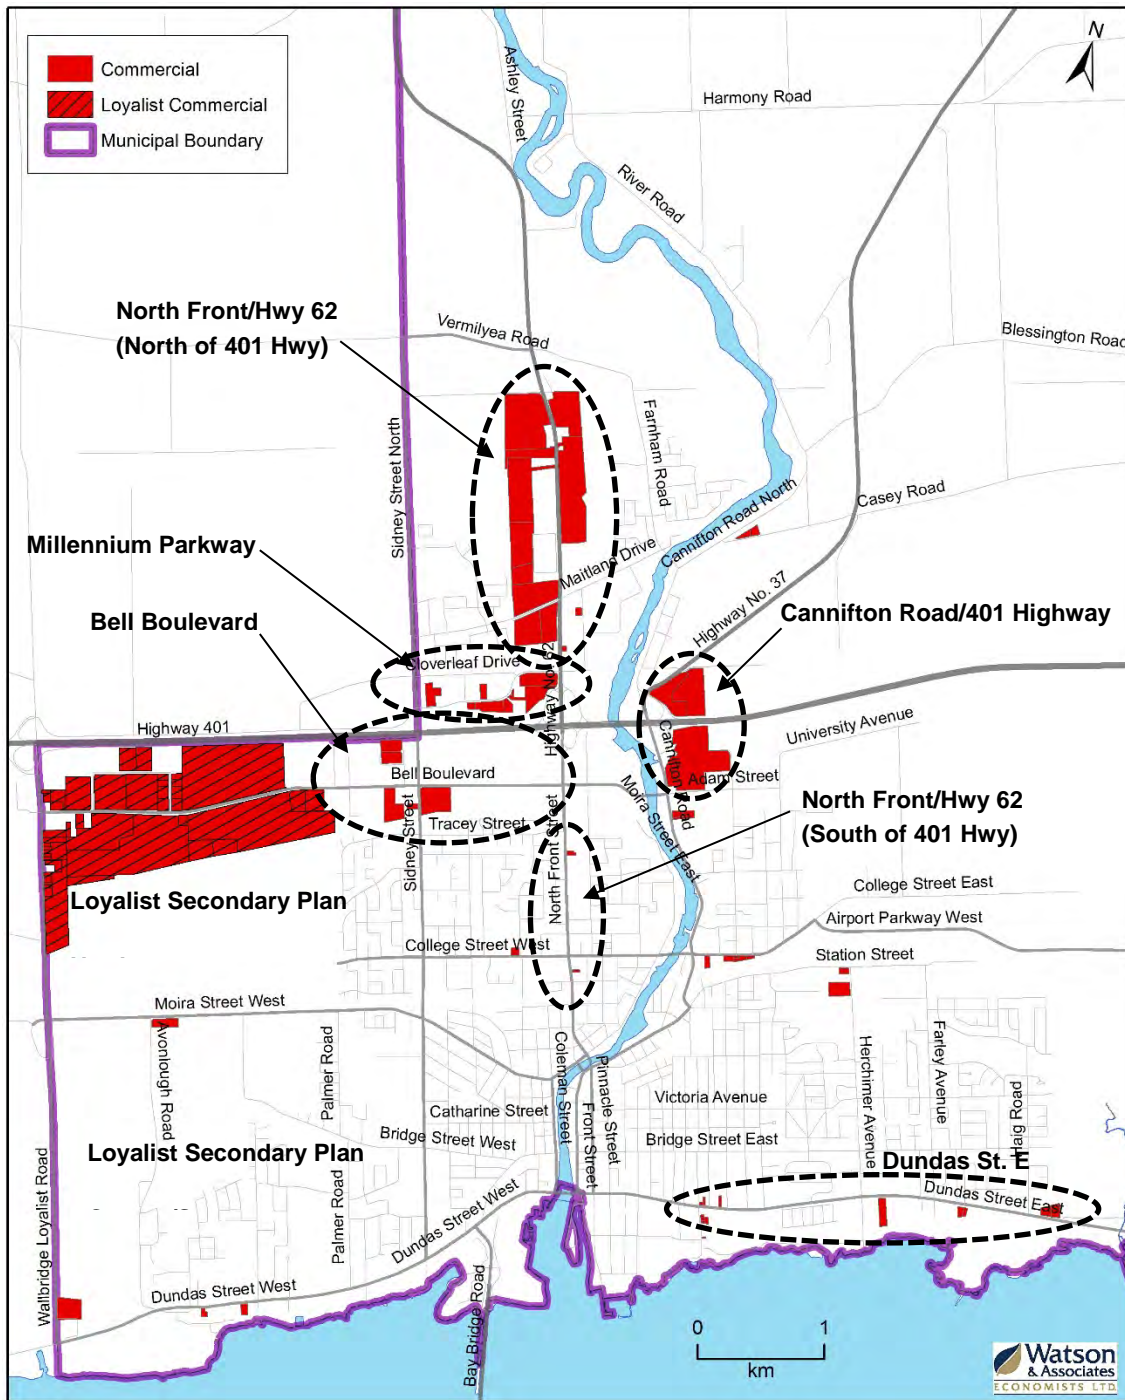 Commercial
Loyalist Commercial
Municipal Boundary
N
Ashley Street
Harmony Road
River Road
North Front/Hwy 62
(North of 401 Hwy)
Vermilyea Road
Blessington Road
Sidney Street North
Farnham Road
Casey Road
Cannifton Road North
Millennium Parkway
Maitland Drive
Highway No. 37
Bell Boulevard
Cannifton Road/401 Highway
Cloverleaf Drive
Highway No. 62
Highway 401
University Avenue
Cannifton Road
Bell Boulevard
Adam Street
Moira Street East
North Front/Hwy 62
(South of 401 Hwy)
Tracey Street
Sidney Street
North Front Street
Loyalist Secondary Plan
College Street East
Airport Parkway West
College Street West
Station Street
Moira Street West
Avonlough Road
Palmer Road
Coleman Street
Pinnacle Street
Front Street
Herchimer Avenue
Farley Avenue
Haig Road
Victoria Avenue
Catharine Street
Bridge Street West
Bridge Street East
Loyalist Secondary Plan
Dundas St. E
Dundas Street East
Wallbridge Loyalist Road
Palmer Road
Dundas Street West
Dundas Street West
Bay Bridge Road
0 1
km
Watson
& Associates
ECONOMISTS LTD.